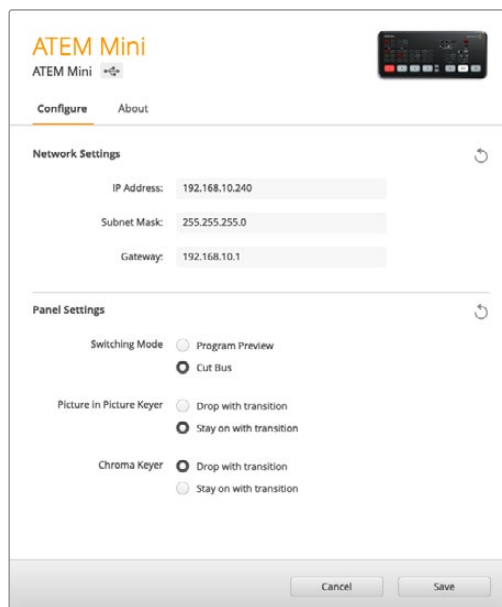 ATEM Mini
ATEM Mini
Configure About
Network Settings
IP Address: 192.168.10.240
Subnet Mask: 255.255.255.0
Gateway: 192.168.10.1
Panel Settings
Switching Mode Program Preview
Cut Bus
Picture in Picture Keyer Drop with transition
Stay on with transition
Chroma Keyer Drop with transition
Stay on with transition
Cancel Save